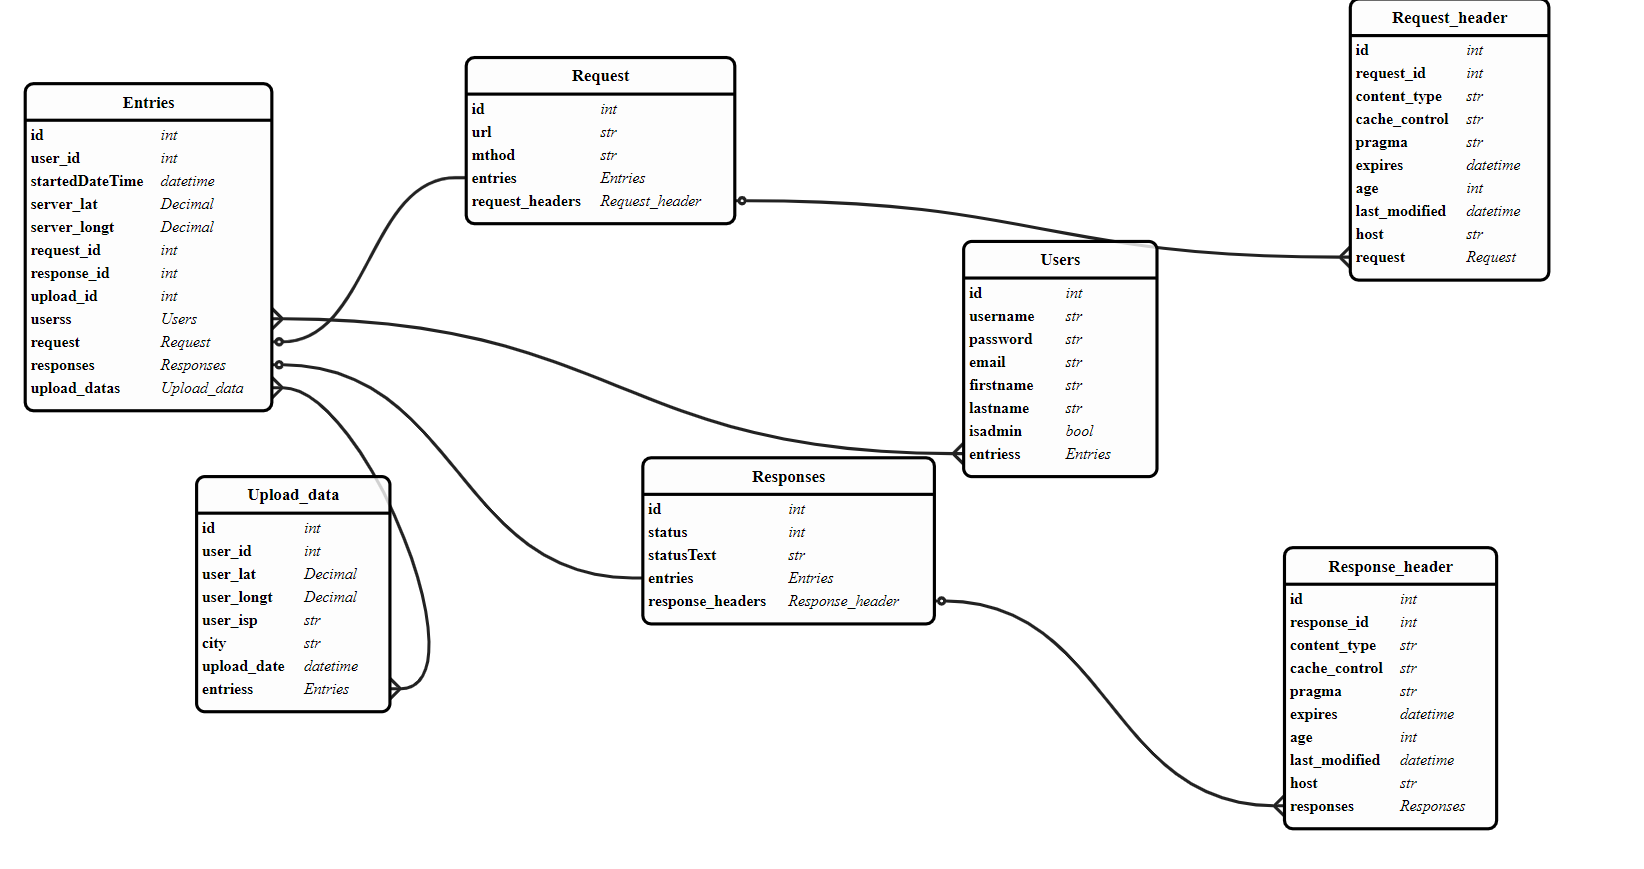 Entries
id int
user_id int
startedDateTime datetime
server_lat Decimal
server_longt Decimal
request_id int
response_id int
upload_id int
userss Users
request Request
responses Responses
upload_datas Upload_data
Request
id int
url str
mthod str
entries Entries
request_headers Request_header
Request_header
id int
request_id int
content_type str
cache_control str
pragma str
expires datetime
age int
last_modified datetime
host str
request Request
Users
id int
username str
password str
email str
firstname str
lastname str
isadmin bool
entriess Entries
Upload_data
id int
user_id int
user_lat Decimal
user_longt Decimal
user_isp str
city str
upload_date datetime
entriess Entries
Responses
id int
status int
statusText str
entries Entries
response_headers Response_header
Response_header
id int
response_id int
content_type str
cache_control str
pragma str
expires datetime
age int
last_modified datetime
host str
responses Responses